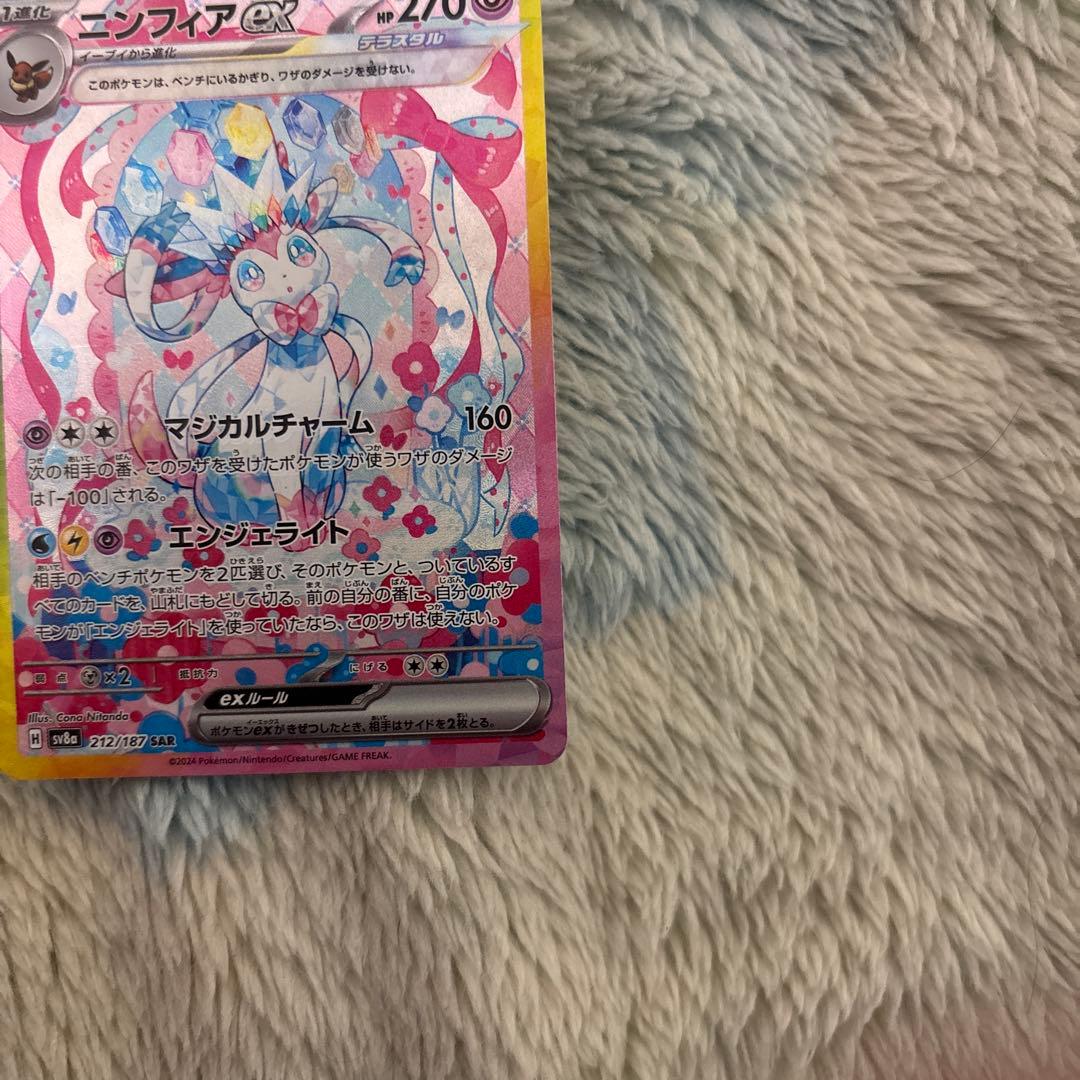 1進化 ニンフィアex HP270
テラスタル
イーブイから進化
このポケモンは、ベンチにいるかぎり、ワザのダメージを受けない。
マジカルチャーム 160
次の相手の番、このワザを受けたポケモンが使うワザのダメージ
は「-100」される。
エンジェライト
相手のベンチポケモンを2匹選び、そのポケモンと、ついているす
べてのカードを、山札にもどして切る。前の自分の番に、自分のポケ
モンが「エンジェライト」を使っていたなら、このワザは使えない。
弱点 ×2 抵抗力 にげる
exルール
ポケモンexがきぜつしたとき、相手はサイドを2枚とる。
Illus. Cona Nitanda
H sv8a 212/187 SAR
©2024 Pokémon/Nintendo/Creatures/GAME FREAK.